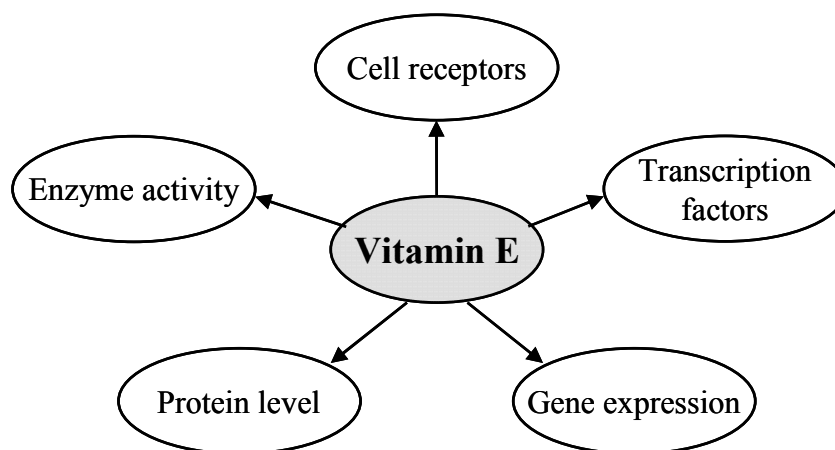 Cell receptors
Enzyme activity
Transcription
factors
Vitamin E
Protein level
Gene expression